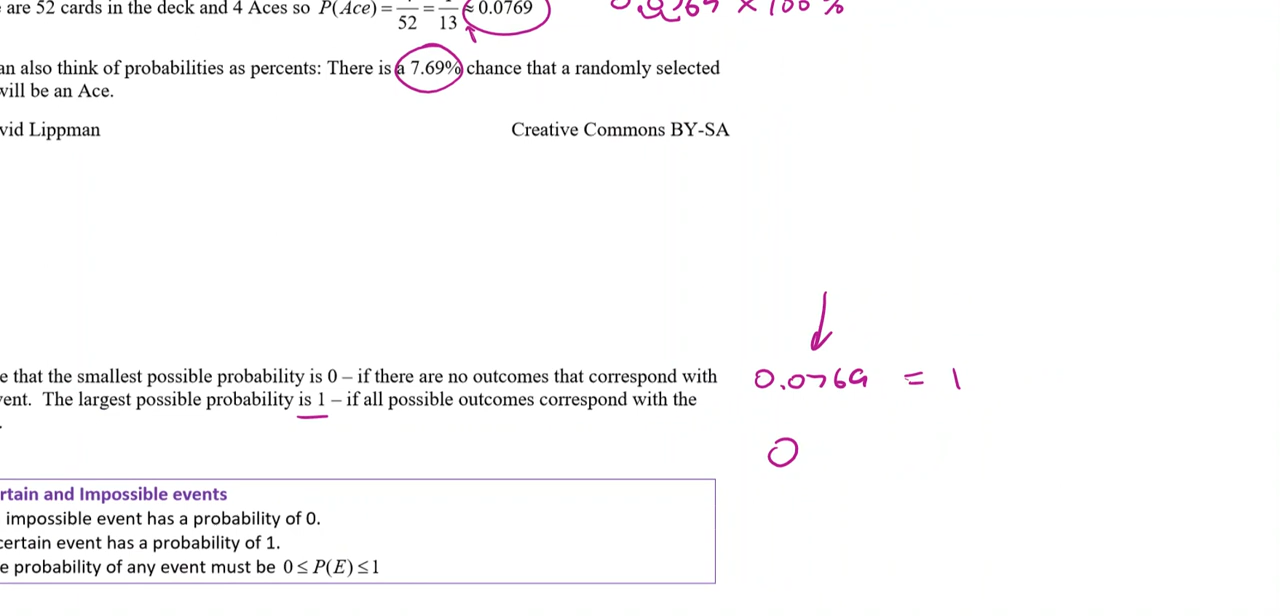 are 52 cards in the deck and 4 Aces so P(Ace) = — = — ≈ 0.0769
52 13
× 100 %
an also think of probabilities as percents: There is a 7.69% chance that a randomly selected
will be an Ace.
vid Lippman Creative Commons BY-SA
e that the smallest possible probability is 0 – if there are no outcomes that correspond with
vent. The largest possible probability is 1 – if all possible outcomes correspond with the
.
0.0769 = 1
0
rtain and Impossible events
impossible event has a probability of 0.
certain event has a probability of 1.
e probability of any event must be 0 ≤ P(E) ≤ 1